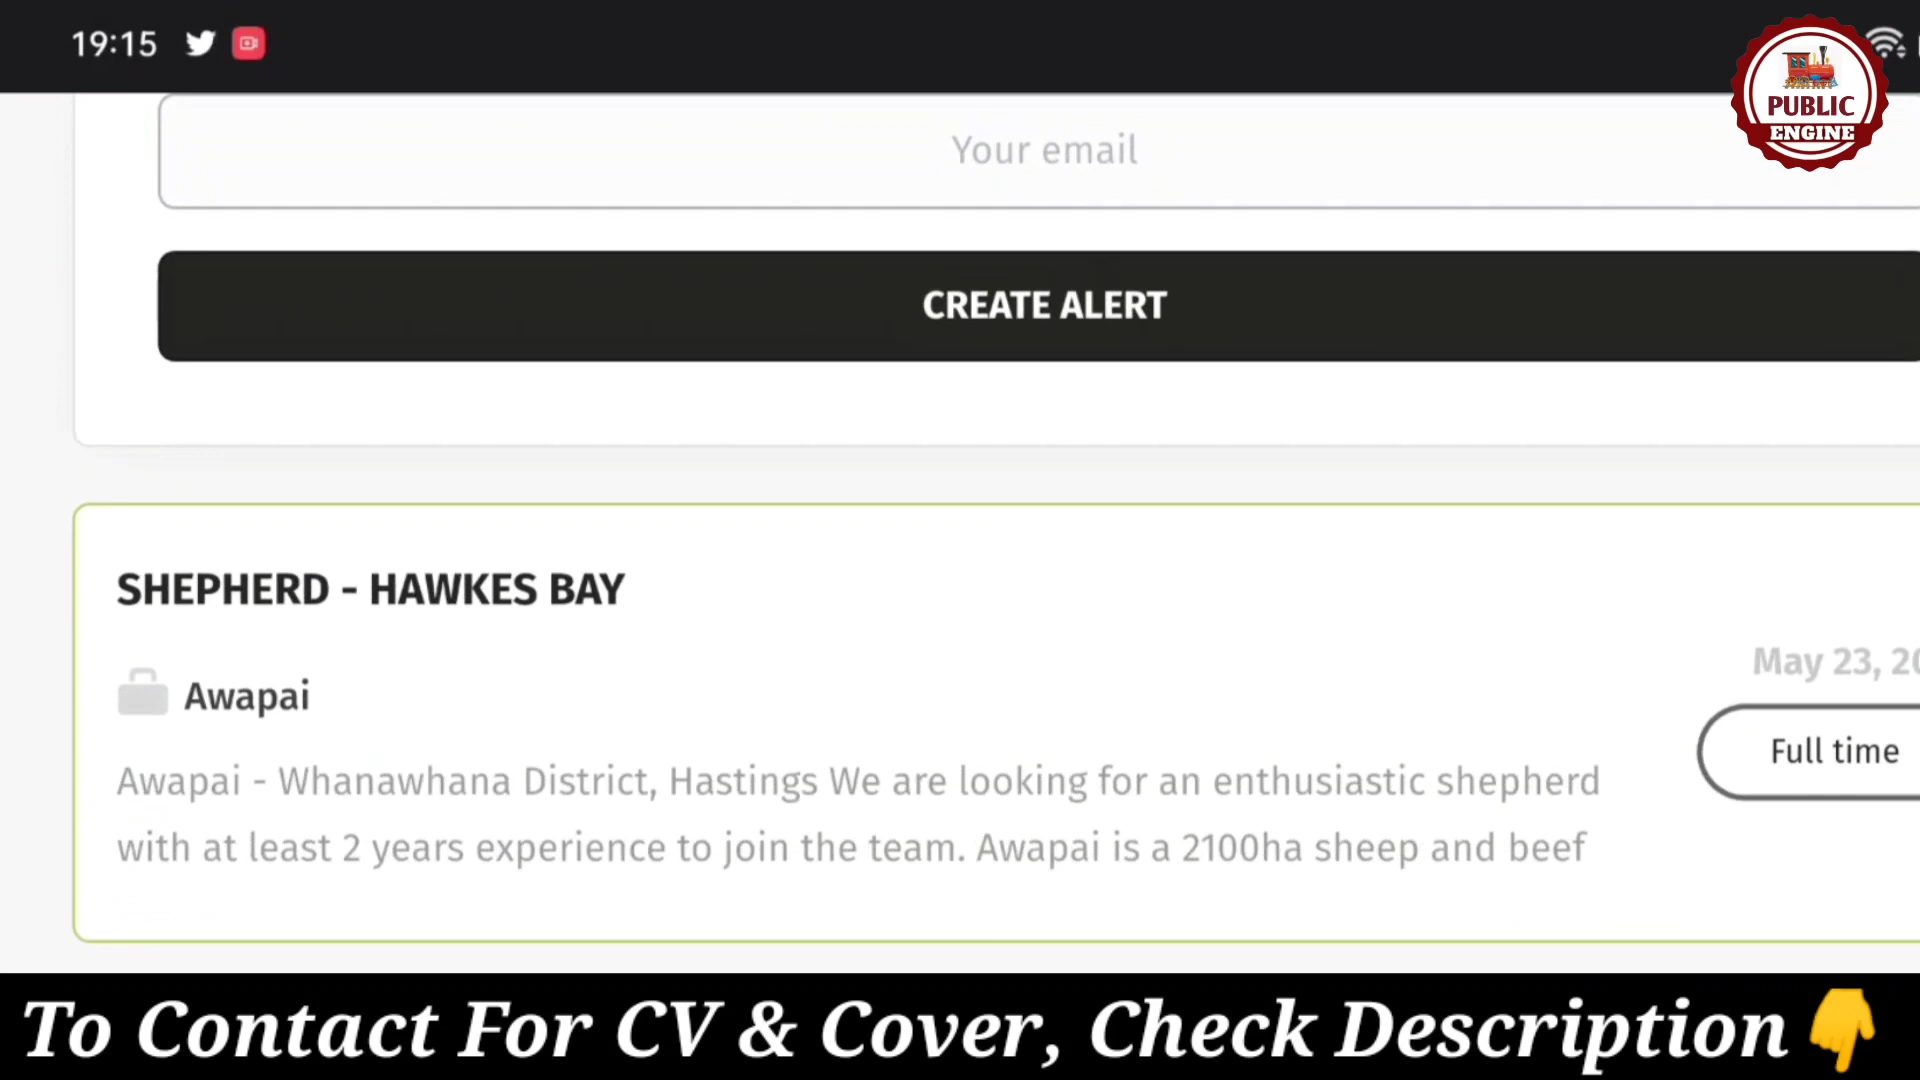 19:15
PUBLIC
ENGINE
Your email
CREATE ALERT
SHEPHERD - HAWKES BAY
Awapai
May 23, 20
Full time
Awapai - Whanawhana District, Hastings We are looking for an enthusiastic shepherd
with at least 2 years experience to join the team. Awapai is a 2100ha sheep and beef
To Contact For CV & Cover, Check Description👇